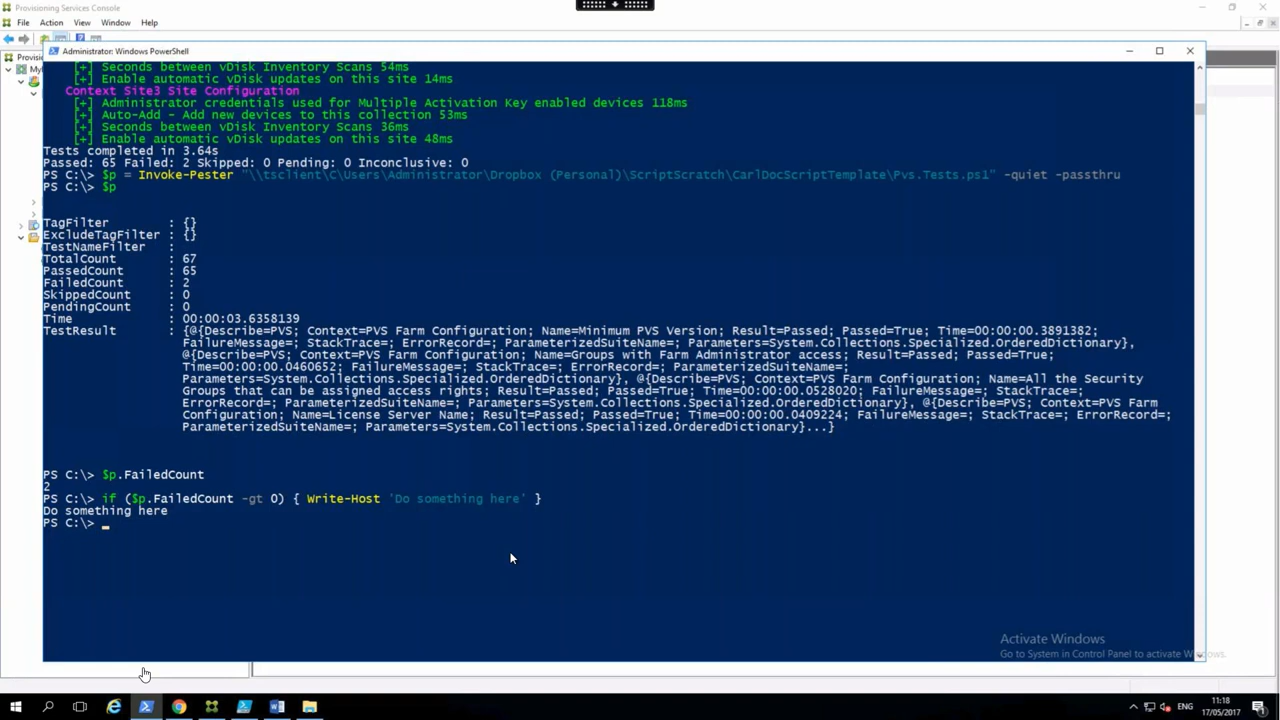 Provisioning Services Console
File Action View Window Help
Administrator: Windows PowerShell
Provision
My
[+] Seconds between vDisk Inventory Scans 54ms
[+] Enable automatic vDisk updates on this site 14ms
Context Site3 Site Configuration
[+] Administrator credentials used for Multiple Activation Key enabled devices 118ms
[+] Auto-Add - Add new devices to this collection 53ms
[+] Seconds between vDisk Inventory Scans 36ms
[+] Enable automatic vDisk updates on this site 48ms
Tests completed in 3.64s
Passed: 65 Failed: 2 Skipped: 0 Pending: 0 Inconclusive: 0
PS C:\> $p = Invoke-Pester "\\tsclient\C\Users\Administrator\Dropbox (Personal)\ScriptScratch\CarlDocScriptTemplate\Pvs.Tests.ps1" -quiet -passthru
PS C:\> $p
TagFilter : {}
ExcludeTagFilter : {}
TestNameFilter :
TotalCount : 67
PassedCount : 65
FailedCount : 2
SkippedCount : 0
PendingCount : 0
Time : 00:00:03.6358139
TestResult : {@{Describe=PVS; Context=PVS Farm Configuration; Name=Minimum PVS Version; Result=Passed; Passed=True; Time=00:00:00.3891382;
FailureMessage=; StackTrace=; ErrorRecord=; ParameterizedSuiteName=; Parameters=System.Collections.Specialized.OrderedDictionary},
@{Describe=PVS; Context=PVS Farm Configuration; Name=Groups with Farm Administrator access; Result=Passed; Passed=True;
Time=00:00:00.0460652; FailureMessage=; StackTrace=; ErrorRecord=; ParameterizedSuiteName=;
Parameters=System.Collections.Specialized.OrderedDictionary}, @{Describe=PVS; Context=PVS Farm Configuration; Name=All the Security
Groups that can be assigned access rights; Result=Passed; Passed=True; Time=00:00:00.0528020; FailureMessage=; StackTrace=;
ErrorRecord=; ParameterizedSuiteName=; Parameters=System.Collections.Specialized.OrderedDictionary}, @{Describe=PVS; Context=PVS Farm
Configuration; Name=License Server Name; Result=Passed; Passed=True; Time=00:00:00.0409224; FailureMessage=; StackTrace=; ErrorRecord=;
ParameterizedSuiteName=; Parameters=System.Collections.Specialized.OrderedDictionary}...}
PS C:\> $p.FailedCount
2
PS C:\> if ($p.FailedCount -gt 0) { Write-Host 'Do something here' }
Do something here
PS C:\>
Activate Windows
Go to System in Control Panel to activate Windows.
ENG
11:18
17/05/2017